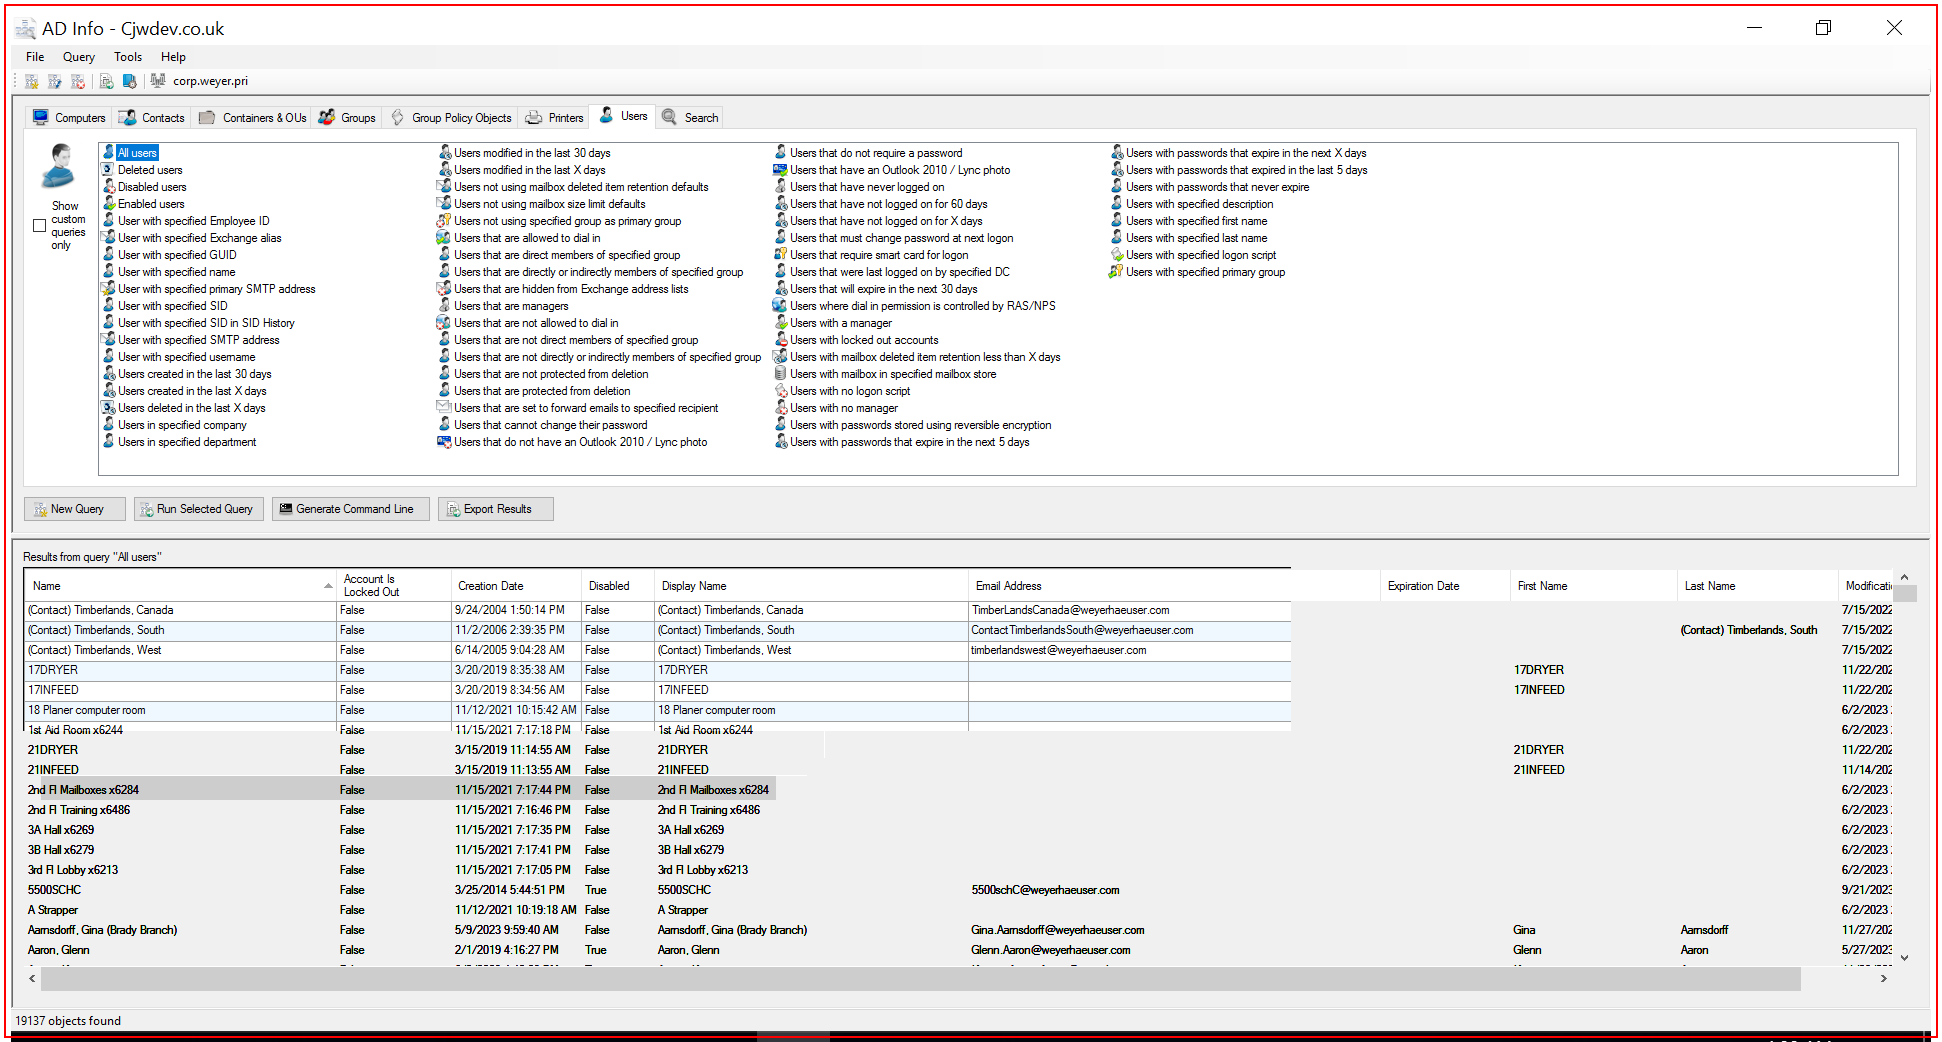 AD Info - Cjwdev.co.uk
File Query Tools Help
corp.weyer.pri
Computers Contacts Containers & OUs Groups Group Policy Objects Printers Users Search
Show custom queries only
All users
Deleted users
Disabled users
Enabled users
User with specified Employee ID
User with specified Exchange alias
User with specified GUID
User with specified name
User with specified primary SMTP address
User with specified SID
User with specified SID in SID History
User with specified SMTP address
User with specified username
Users created in the last 30 days
Users created in the last X days
Users deleted in the last X days
Users in specified company
Users in specified department
Users modified in the last 30 days
Users modified in the last X days
Users not using mailbox deleted item retention defaults
Users not using mailbox size limit defaults
Users not using specified group as primary group
Users that are allowed to dial in
Users that are direct members of specified group
Users that are directly or indirectly members of specified group
Users that are hidden from Exchange address lists
Users that are managers
Users that are not allowed to dial in
Users that are not direct members of specified group
Users that are not directly or indirectly members of specified group
Users that are not protected from deletion
Users that are protected from deletion
Users that are set to forward emails to specified recipient
Users that cannot change their password
Users that do not have an Outlook 2010 / Lync photo
Users that do not require a password
Users that have an Outlook 2010 / Lync photo
Users that have never logged on
Users that have not logged on for 60 days
Users that have not logged on for X days
Users that must change password at next logon
Users that require smart card for logon
Users that were last logged on by specified DC
Users that will expire in the next 30 days
Users where dial in permission is controlled by RAS/NPS
Users with a manager
Users with locked out accounts
Users with mailbox deleted item retention less than X days
Users with mailbox in specified mailbox store
Users with no logon script
Users with no manager
Users with passwords stored using reversible encryption
Users with passwords that expire in the next 5 days
Users with passwords that expire in the next X days
Users with passwords that expired in the last 5 days
Users with passwords that never expire
Users with specified description
Users with specified first name
Users with specified last name
Users with specified logon script
Users with specified primary group
New Query Run Selected Query Generate Command Line Export Results
Results from query "All users"
Name Account Is Locked Out Creation Date Disabled Display Name Email Address Expiration Date First Name Last Name Modificati
(Contact) Timberlands, Canada False 9/24/2004 1:50:14 PM False (Contact) Timberlands, Canada TimberLandsCanada@weyerhaeuser.com 7/15/2022
(Contact) Timberlands, South False 11/2/2006 2:39:35 PM False (Contact) Timberlands, South ContactTimberlandsSouth@weyerhaeuser.com (Contact) Timberlands, South 7/15/2022
(Contact) Timberlands, West False 6/14/2005 9:04:28 AM False (Contact) Timberlands, West timberlandswest@weyerhaeuser.com 7/15/2022
17DRYER False 3/20/2019 8:35:38 AM False 17DRYER 17DRYER 11/22/202
17INFEED False 3/20/2019 8:34:56 AM False 17INFEED 17INFEED 11/22/202
18 Planer computer room False 11/12/2021 10:15:42 AM False 18 Planer computer room 6/2/2023
1st Aid Room x6244 False 11/15/2021 7:17:18 PM False 1st Aid Room x6244 6/2/2023
21DRYER False 3/15/2019 11:14:55 AM False 21DRYER 21DRYER 11/22/202
21INFEED False 3/15/2019 11:13:55 AM False 21INFEED 21INFEED 11/14/202
2nd Fl Mailboxes x6284 False 11/15/2021 7:17:44 PM False 2nd Fl Mailboxes x6284 6/2/2023
2nd Fl Training x6486 False 11/15/2021 7:16:46 PM False 2nd Fl Training x6486 6/2/2023
3A Hall x6269 False 11/15/2021 7:17:35 PM False 3A Hall x6269 6/2/2023
3B Hall x6279 False 11/15/2021 7:17:41 PM False 3B Hall x6279 6/2/2023
3rd Fl Lobby x6213 False 11/15/2021 7:17:05 PM False 3rd Fl Lobby x6213 6/2/2023
5500SCHC False 3/25/2014 5:44:51 PM True 5500SCHC 5500schC@weyerhaeuser.com 9/21/2023
A Strapper False 11/12/2021 10:19:18 AM False A Strapper 6/2/2023
Aamsdorff, Gina (Brady Branch) False 5/9/2023 9:59:40 AM False Aamsdorff, Gina (Brady Branch) Gina.Aamsdorff@weyerhaeuser.com Gina Aamsdorff 11/27/202
Aaron, Glenn False 2/1/2019 4:16:27 PM True Aaron, Glenn Glenn.Aaron@weyerhaeuser.com Glenn Aaron 5/27/2023
19137 objects found